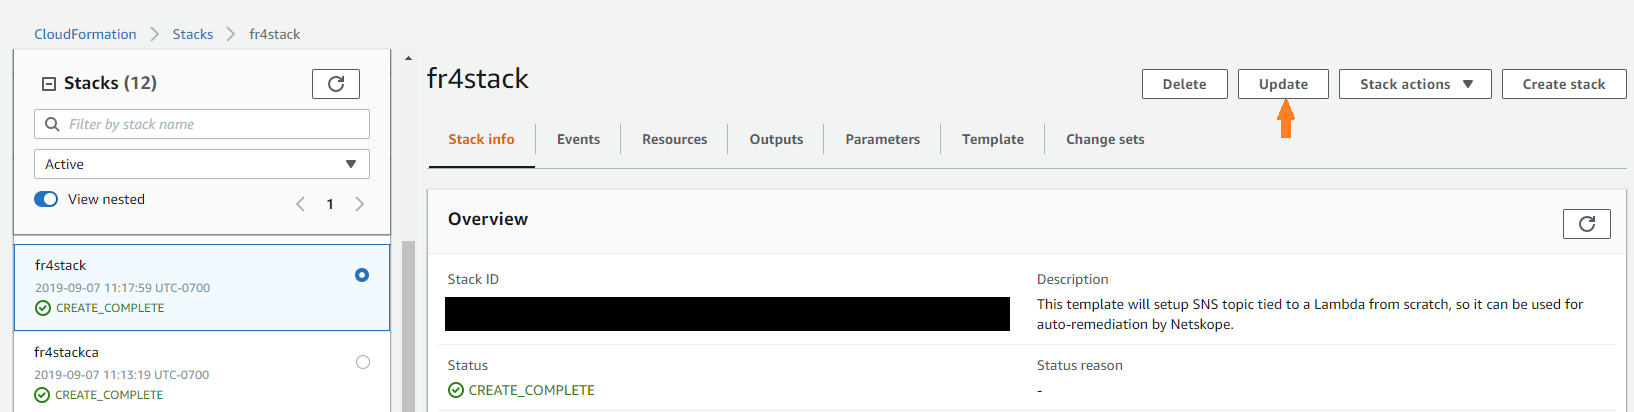 CloudFormation > Stacks > fr4stack
Stacks (12)
Filter by stack name
Active
View nested
< 1 >
fr4stack
2019-09-07 11:17:59 UTC-0700
CREATE_COMPLETE
fr4stackca
2019-09-07 11:13:19 UTC-0700
CREATE_COMPLETE
fr4stack
Delete Update Stack actions Create stack
Stack info Events Resources Outputs Parameters Template Change sets
Overview
Stack ID
Description
This template will setup SNS topic tied to a Lambda from scratch, so it can be used for
auto-remediation by Netskope.
Status
CREATE_COMPLETE
Status reason
-